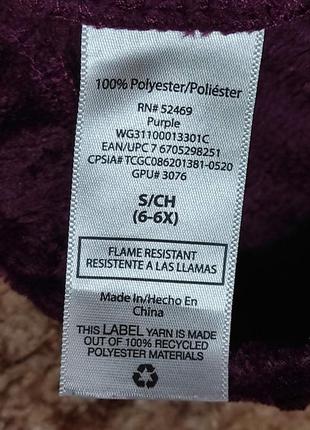 100% Polyester/Poliéster
RN# 52469
Purple
WG31100013301C
EAN/UPC 7 6705298251
CPSIA# TCGC086201381-0520
GPU# 3076
S/CH
(6-6X)
FLAME RESISTANT
RESISTENTE A LAS LLAMAS
Made In/Hecho En
China
THIS LABEL YARN IS MADE
OUT OF 100% RECYCLED
POLYESTER MATERIALS